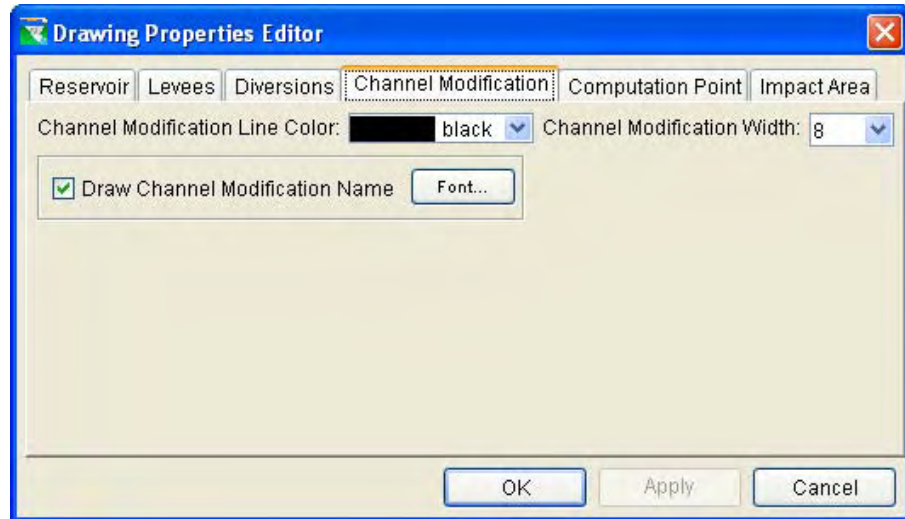 Drawing Properties Editor
Reservoir Levees Diversions Channel Modification Computation Point Impact Area
Channel Modification Line Color: black Channel Modification Width: 8
Draw Channel Modification Name Font...
OK Apply Cancel